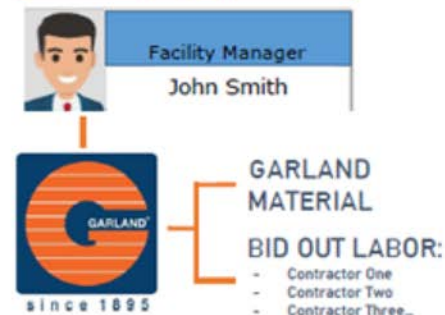 Facility Manager
John Smith
GARLAND®
since 1895
GARLAND
MATERIAL
BID OUT LABOR:
- Contractor One
- Contractor Two
- Contractor Three...